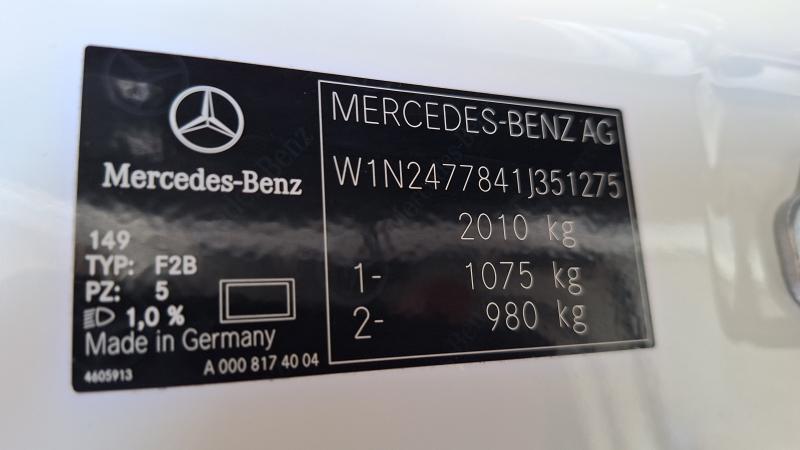 Mercedes-Benz
149
TYP: F2B
PZ: 5
1,0 %
Made in Germany
4605913
A 000 817 40 04
MERCEDES-BENZ AG
W1N2477841J351275
2010 kg
1- 1075 kg
2- 980 kg